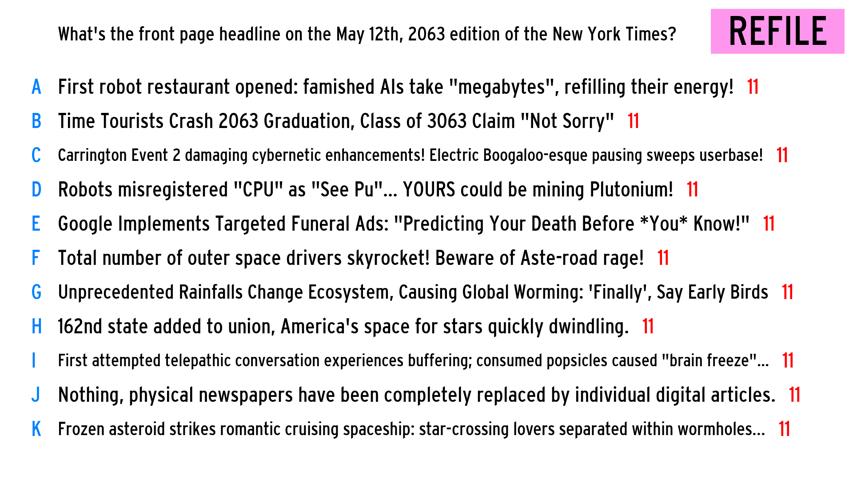 What's the front page headline on the May 12th, 2063 edition of the New York Times?
REFILE
A First robot restaurant opened: famished AIs take "megabytes", refilling their energy! 11
B Time Tourists Crash 2063 Graduation, Class of 3063 Claim "Not Sorry" 11
C Carrington Event 2 damaging cybernetic enhancements! Electric Boogaloo-esque pausing sweeps userbase! 11
D Robots misregistered "CPU" as "See Pu"... YOURS could be mining Plutonium! 11
E Google Implements Targeted Funeral Ads: "Predicting Your Death Before *You* Know!" 11
F Total number of outer space drivers skyrocket! Beware of Aste-road rage! 11
G Unprecedented Rainfalls Change Ecosystem, Causing Global Worming: 'Finally', Say Early Birds 11
H 162nd state added to union, America's space for stars quickly dwindling. 11
I First attempted telepathic conversation experiences buffering; consumed popsicles caused "brain freeze"... 11
J Nothing, physical newspapers have been completely replaced by individual digital articles. 11
K Frozen asteroid strikes romantic cruising spaceship: star-crossing lovers separated within wormholes... 11